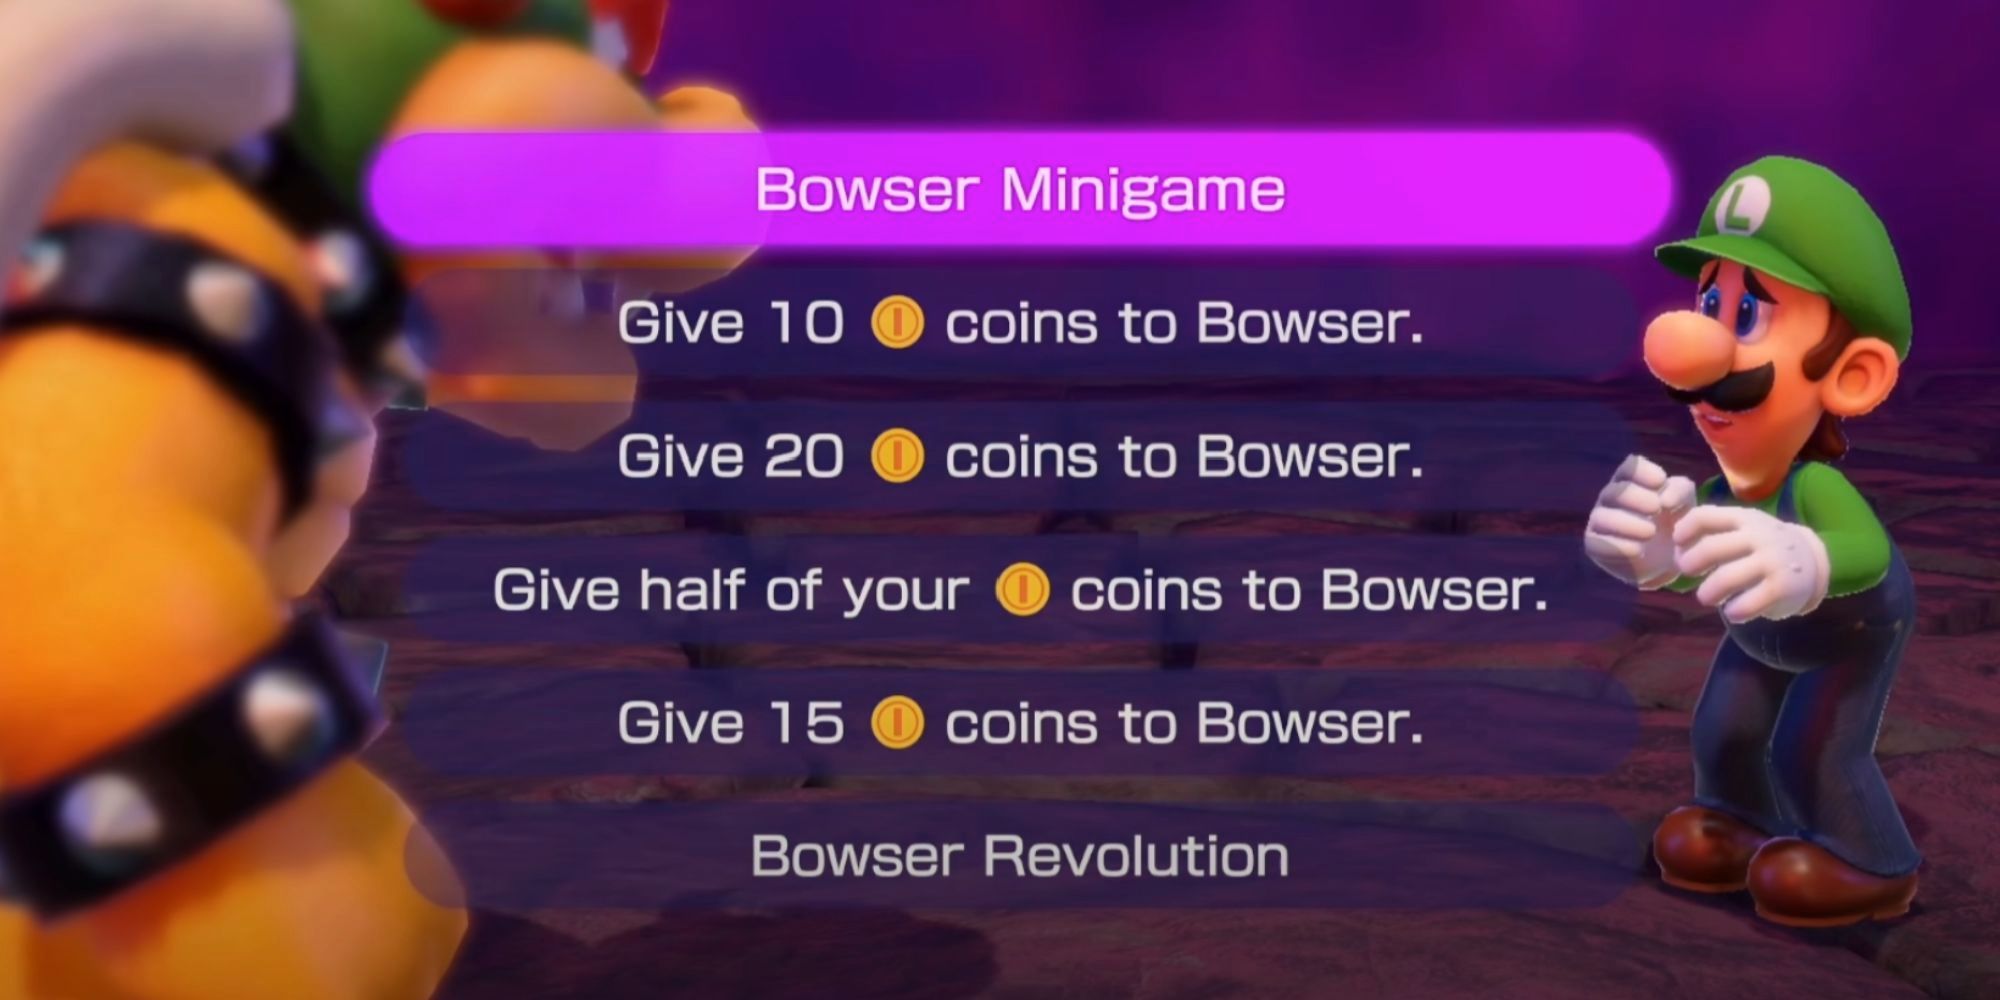 Bowser Minigame
L
Give 10 coins to Bowser.
Give 20 coins to Bowser.
Give half of your coins to Bowser.
Give 15 coins to Bowser.
Bowser Revolution